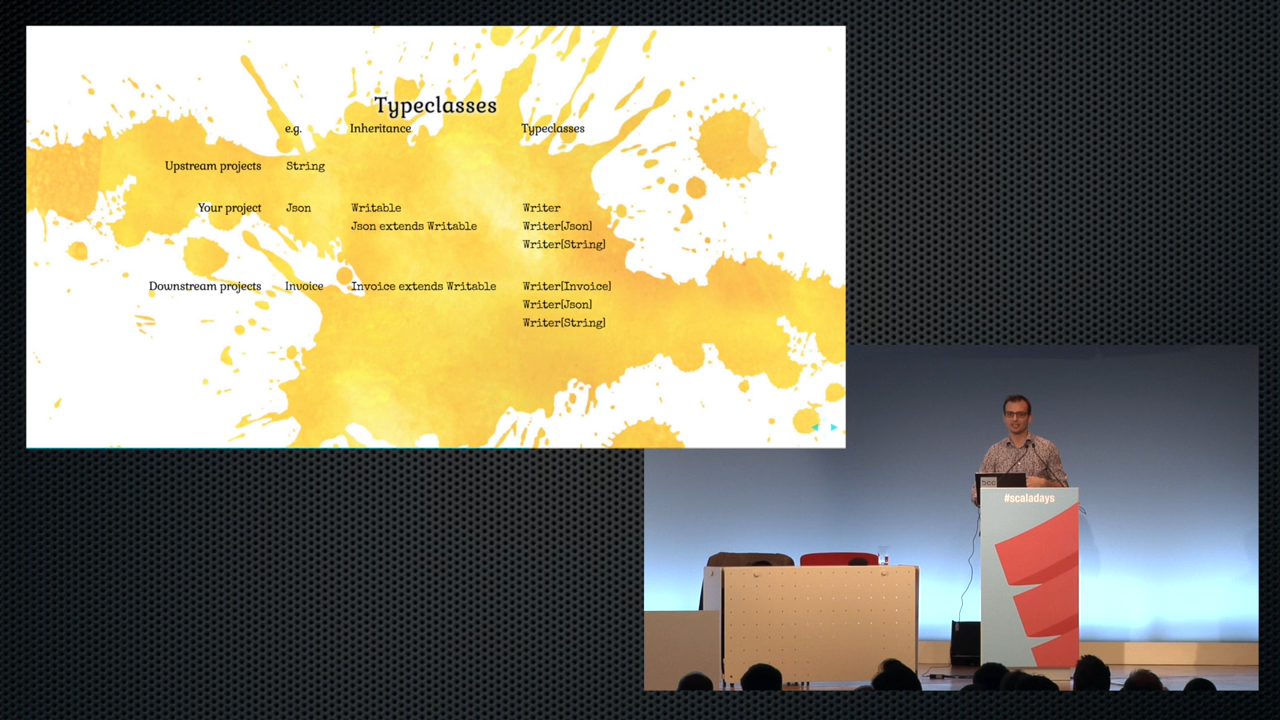 Typeclasses
e.g. Inheritance Typeclasses
Upstream projects String
Your project Json Writable Writer
Json extends Writable Writer[Json]
Writer[String]
Downstream projects Invoice Invoice extends Writable Writer[Invoice]
Writer[Json]
Writer[String]
#scaladays